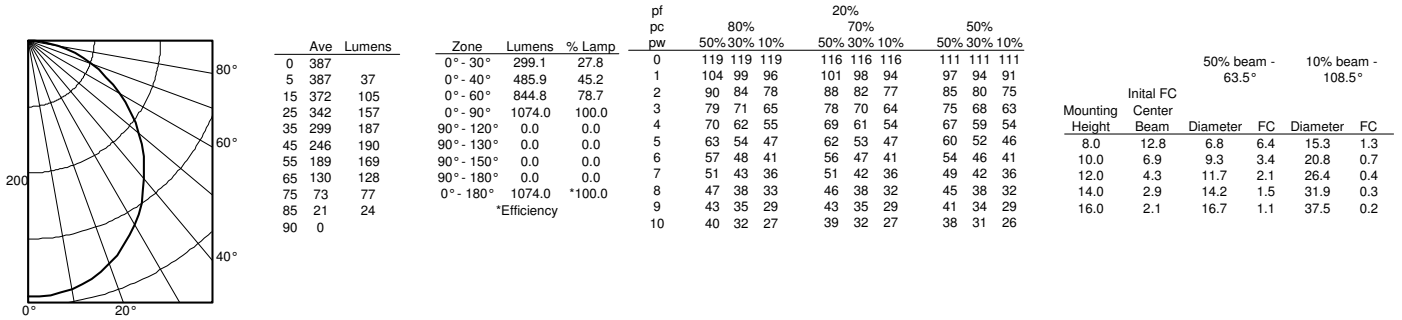 80°
60°
40°
200
0° 20°
Ave Lumens
0 387
5 387 37
15 372 105
25 342 157
35 299 187
45 246 190
55 189 169
65 130 128
75 73 77
85 21 24
90 0
Zone Lumens % Lamp
0°- 30° 299.1 27.8
0°- 40° 485.9 45.2
0°- 60° 844.8 78.7
0°- 90° 1074.0 100.0
90°- 120° 0.0 0.0
90°- 130° 0.0 0.0
90°- 150° 0.0 0.0
90°- 180° 0.0 0.0
0°- 180° 1074.0 *100.0
*Efficiency
pf 20%
pc 80% 70% 50%
pw 50% 30% 10% 50% 30% 10% 50% 30% 10%
0 119 119 119 116 116 116 111 111 111
1 104 99 96 101 98 94 97 94 91
2 90 84 78 88 82 77 85 80 75
3 79 71 65 78 70 64 75 68 63
4 70 62 55 69 61 54 67 59 54
5 63 54 47 62 53 47 60 52 46
6 57 48 41 56 47 41 54 46 41
7 51 43 36 51 42 36 49 42 36
8 47 38 33 46 38 32 45 38 32
9 43 35 29 43 35 29 41 34 29
10 40 32 27 39 32 27 38 31 26
50% beam - 10% beam -
63.5° 108.5°
Inital FC
Mounting Center
Height Beam Diameter FC Diameter FC
8.0 12.8 6.8 6.4 15.3 1.3
10.0 6.9 9.3 3.4 20.8 0.7
12.0 4.3 11.7 2.1 26.4 0.4
14.0 2.9 14.2 1.5 31.9 0.3
16.0 2.1 16.7 1.1 37.5 0.2